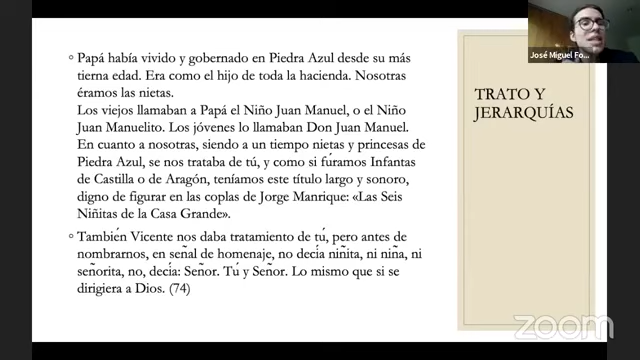 Papá había vivido y gobernado en Piedra Azul desde su más
tierna edad. Era como el hijo de toda la hacienda. Nosotras
éramos las nietas.
Los viejos llamaban a Papá el Niño Juan Manuel, o el Niño
Juan Manuelito. Los jóvenes lo llamaban Don Juan Manuel.
En cuanto a nosotras, siendo a un tiempo nietas y princesas de
Piedra Azul, se nos trataba de tú, y como si fúramos Infantas
de Castilla o de Aragón, teníamos este título largo y sonoro,
digno de figurar en las coplas de Jorge Manrique: «Las Seis
Niñitas de la Casa Grande».
También Vicente nos daba tratamiento de tú, pero antes de
nombrarnos, en señal de homenaje, no decía niñita, ni niña, ni
señorita, no, decía: Señor. Tú y Señor. Lo mismo que si se
dirigiera a Dios. (74)
TRATO Y
JERARQUÍAS
José Miguel Fo...
zoom